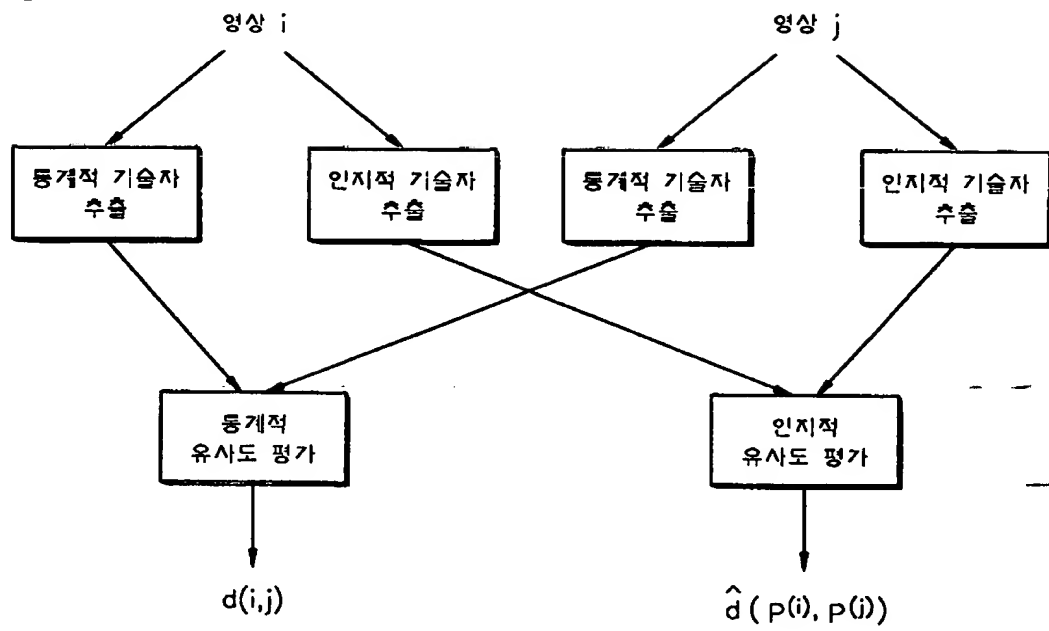 영상 i
영상 j
통계적 기술자
추출
인지적 기술자
추출
통계적 기술자
추출
인지적 기술자
추출
통계적
유사도 평가
인지적
유사도 평가
d(i,j)
d̂ ( p(i), p(j))